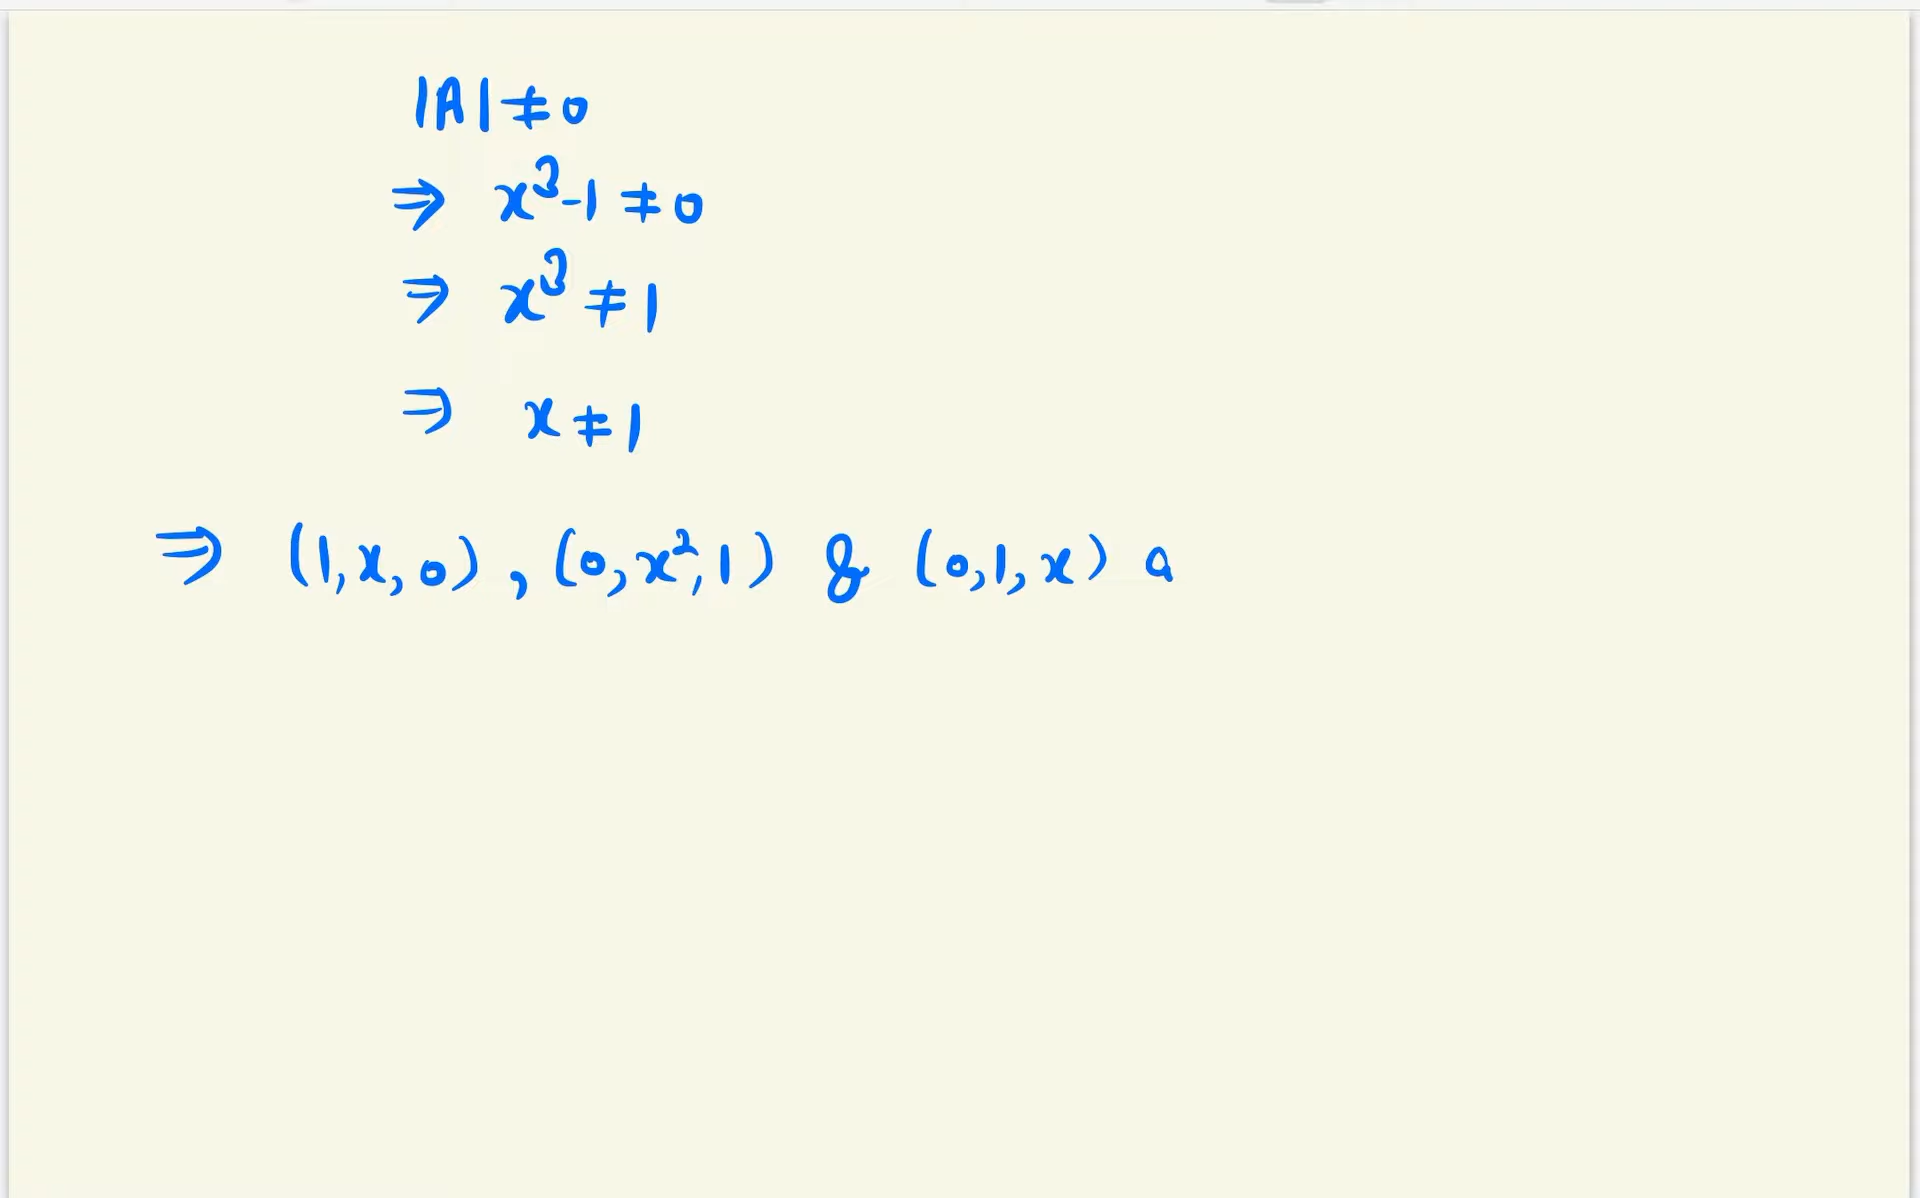 |A| ≠ 0
⇒ x³-1 ≠ 0
⇒ x³ ≠ 1
⇒ x ≠ 1
⇒ (1, x, 0), (0, x², 1) & (0, 1, x) a